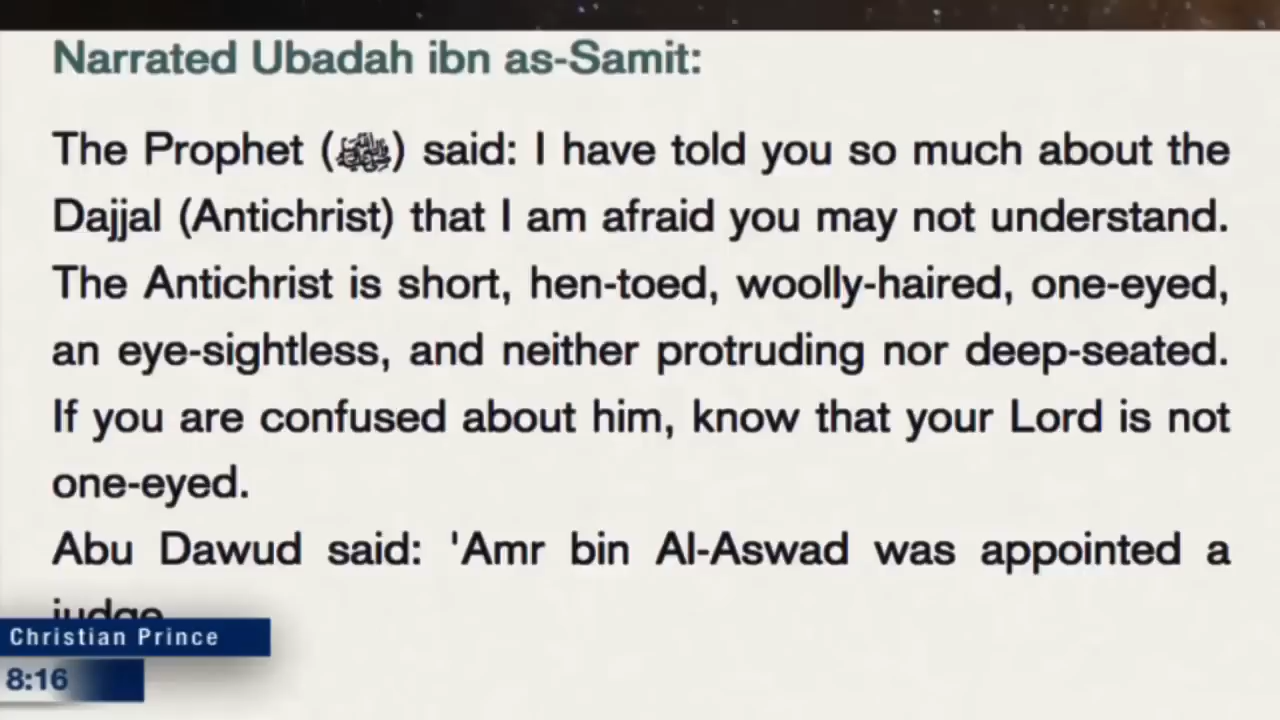 Narrated Ubadah ibn as-Samit:
The Prophet (ﷺ) said: I have told you so much about the
Dajjal (Antichrist) that I am afraid you may not understand.
The Antichrist is short, hen-toed, woolly-haired, one-eyed,
an eye-sightless, and neither protruding nor deep-seated.
If you are confused about him, know that your Lord is not
one-eyed.
Abu Dawud said: 'Amr bin Al-Aswad was appointed a
judge
Christian Prince
8:16